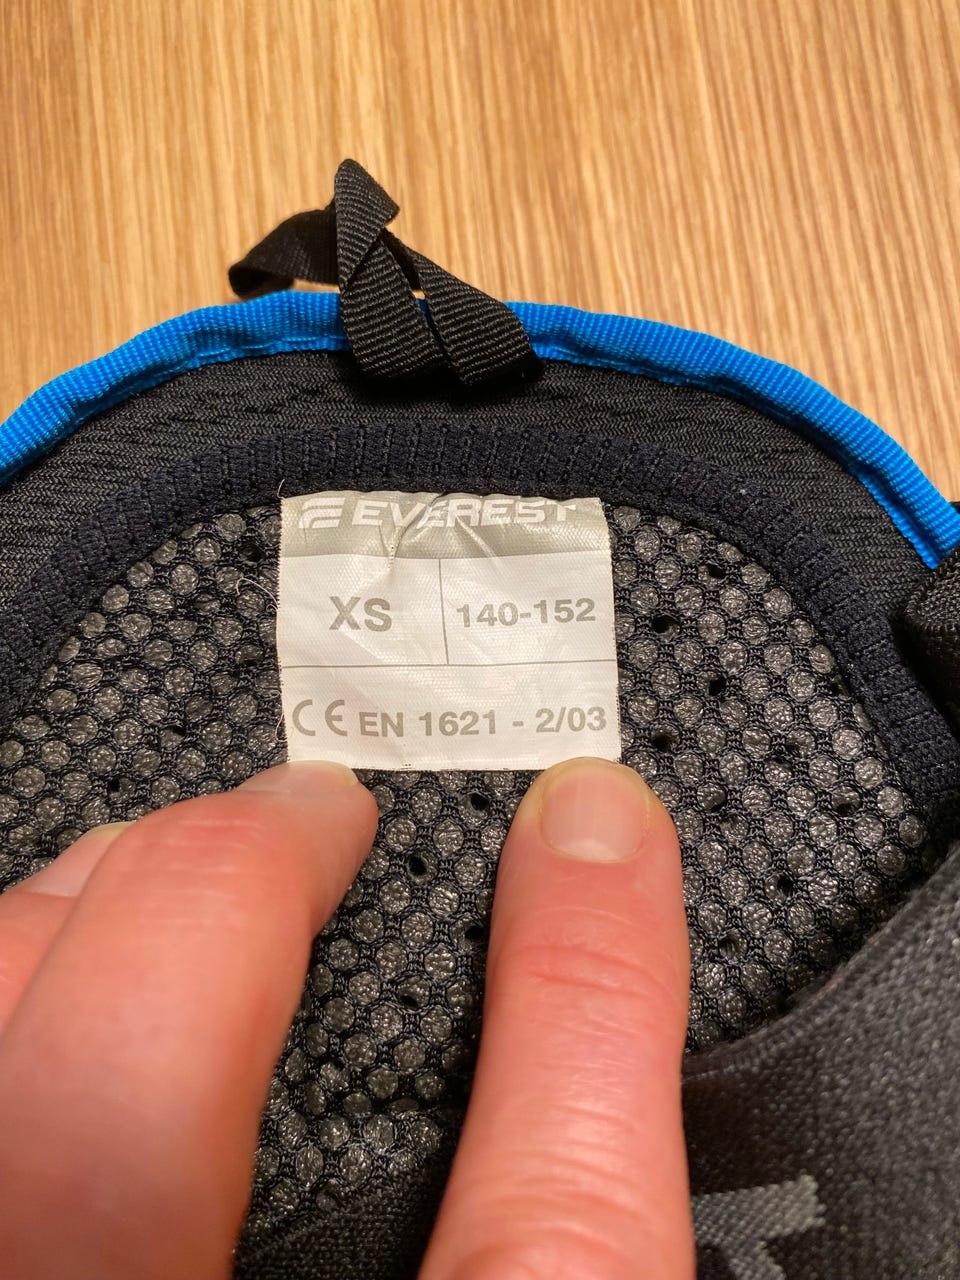 EVEREST
XS 140-152
CE EN 1621 - 2/03